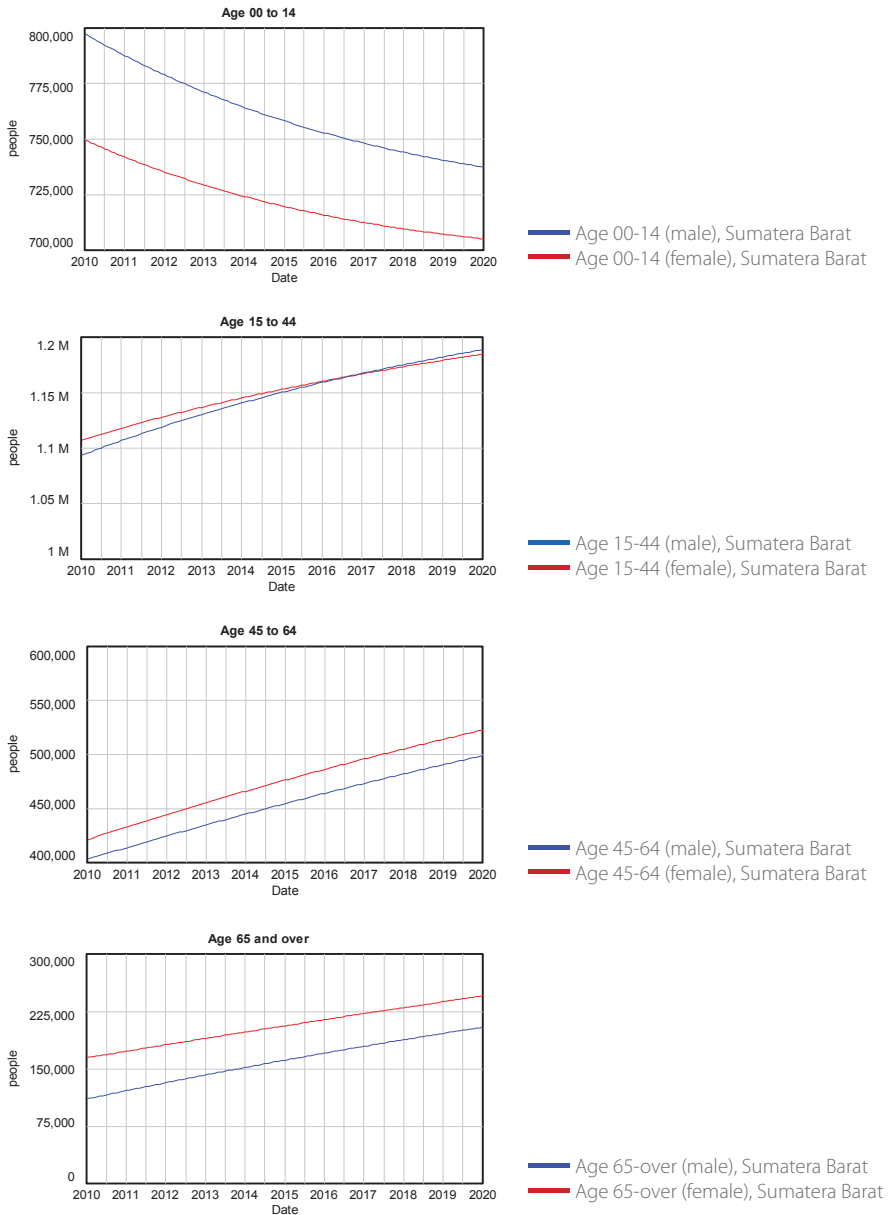 Age 00 to 14
800,000
775,000
750,000
725,000
700,000
people
2010 2011 2012 2013 2014 2015 2016 2017 2018 2019 2020
Date
Age 00-14 (male), Sumatera Barat
Age 00-14 (female), Sumatera Barat
Age 15 to 44
1.2 M
1.15 M
1.1 M
1.05 M
1 M
people
2010 2011 2012 2013 2014 2015 2016 2017 2018 2019 2020
Date
Age 15-44 (male), Sumatera Barat
Age 15-44 (female), Sumatera Barat
Age 45 to 64
600,000
550,000
500,000
450,000
400,000
people
2010 2011 2012 2013 2014 2015 2016 2017 2018 2019 2020
Date
Age 45-64 (male), Sumatera Barat
Age 45-64 (female), Sumatera Barat
Age 65 and over
300,000
225,000
150,000
75,000
0
people
2010 2011 2012 2013 2014 2015 2016 2017 2018 2019 2020
Date
Age 65-over (male), Sumatera Barat
Age 65-over (female), Sumatera Barat